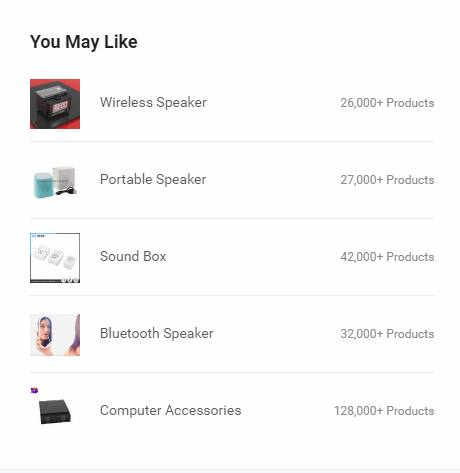 You May Like
Wireless Speaker 26,000+ Products
Portable Speaker 27,000+ Products
Sound Box 42,000+ Products
Bluetooth Speaker 32,000+ Products
Computer Accessories 128,000+ Products